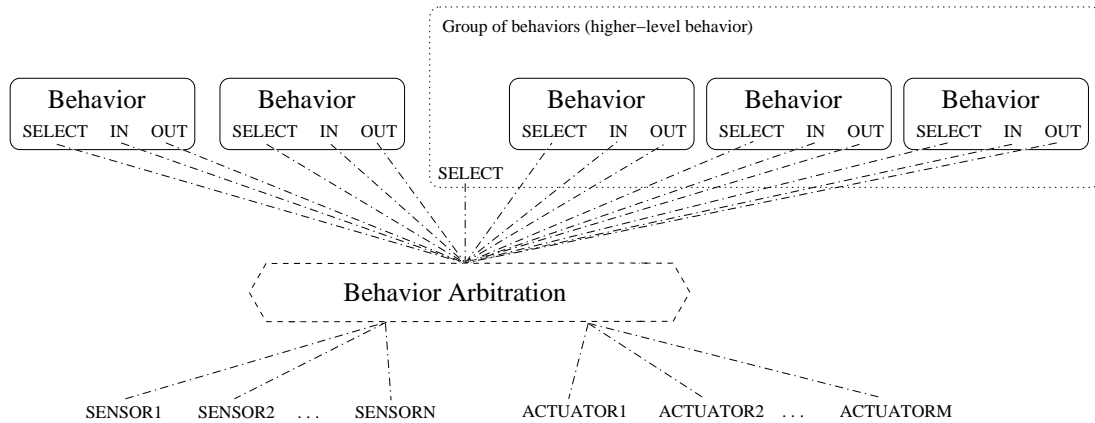 Group of behaviors (higher−level behavior)
Behavior Behavior Behavior Behavior Behavior
SELECT IN OUT SELECT IN OUT SELECT IN OUT SELECT IN OUT SELECT IN OUT
SELECT
Behavior Arbitration
SENSOR1 SENSOR2 . . . SENSORN ACTUATOR1 ACTUATOR2 . . . ACTUATORM